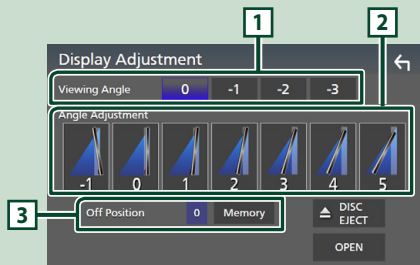 1
2
Display Adjustment
Viewing Angle 0 -1 -2 -3
Angle Adjustment
-1 0 1 2 3 4 5
3
Off Position 0 Memory
DISC
EJECT
OPEN